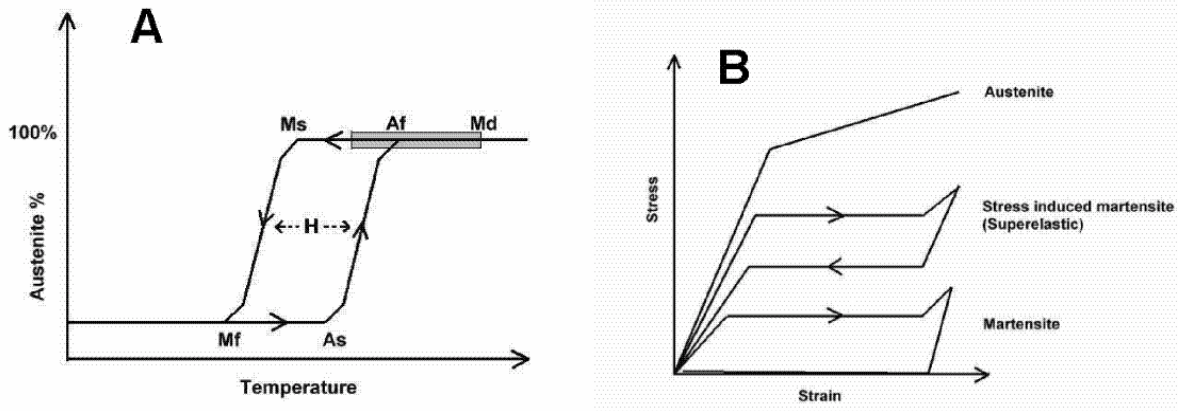 A
100%
Ms
Af
Md
Austenite %
H
Mf
As
Temperature
B
Austenite
Stress
Stress induced martensite
(Superelastic)
Martensite
Strain